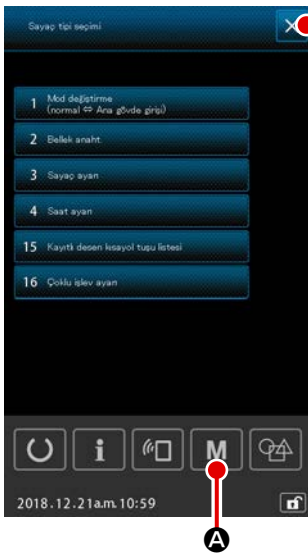 Sayaç tipi seçimi
1 Mod değiştirme
(normal ⇔ Ana gövde girişi)
2 Bellek anaht.
3 Sayaç ayarı
4 Saat ayarı
15 Kayıtlı desen kısayol tuşu listesi
16 Çoklu işlev ayarı
M
2018.12.21a.m.10:59
A